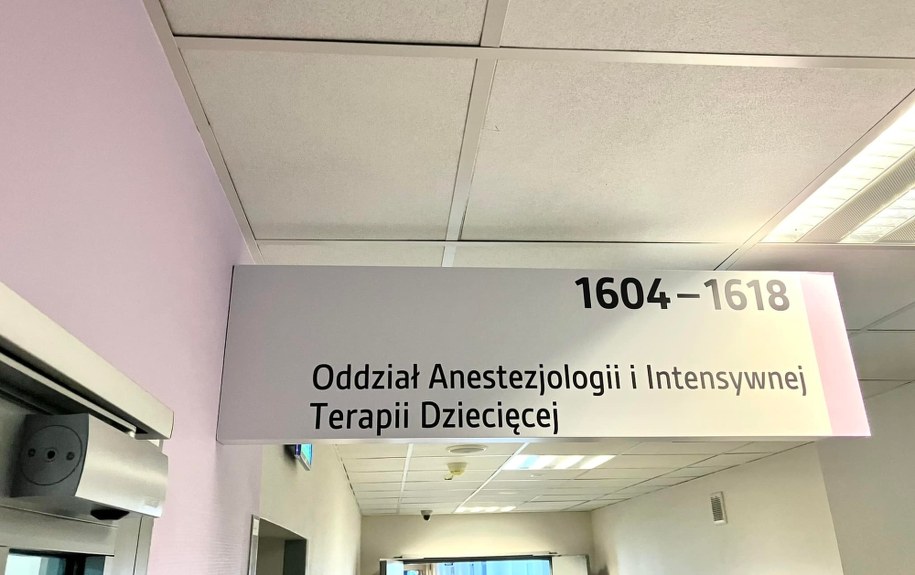 1604 – 1618
Oddział Anestezjologii i Intensywnej
Terapii Dziecięcej